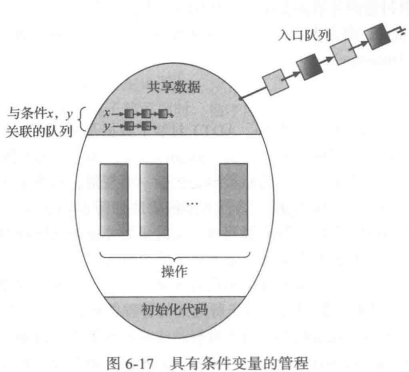 入口队列
共享数据
与条件x，y
关联的队列
x
y
...
操作
初始化代码
图 6-17 具有条件变量的管程